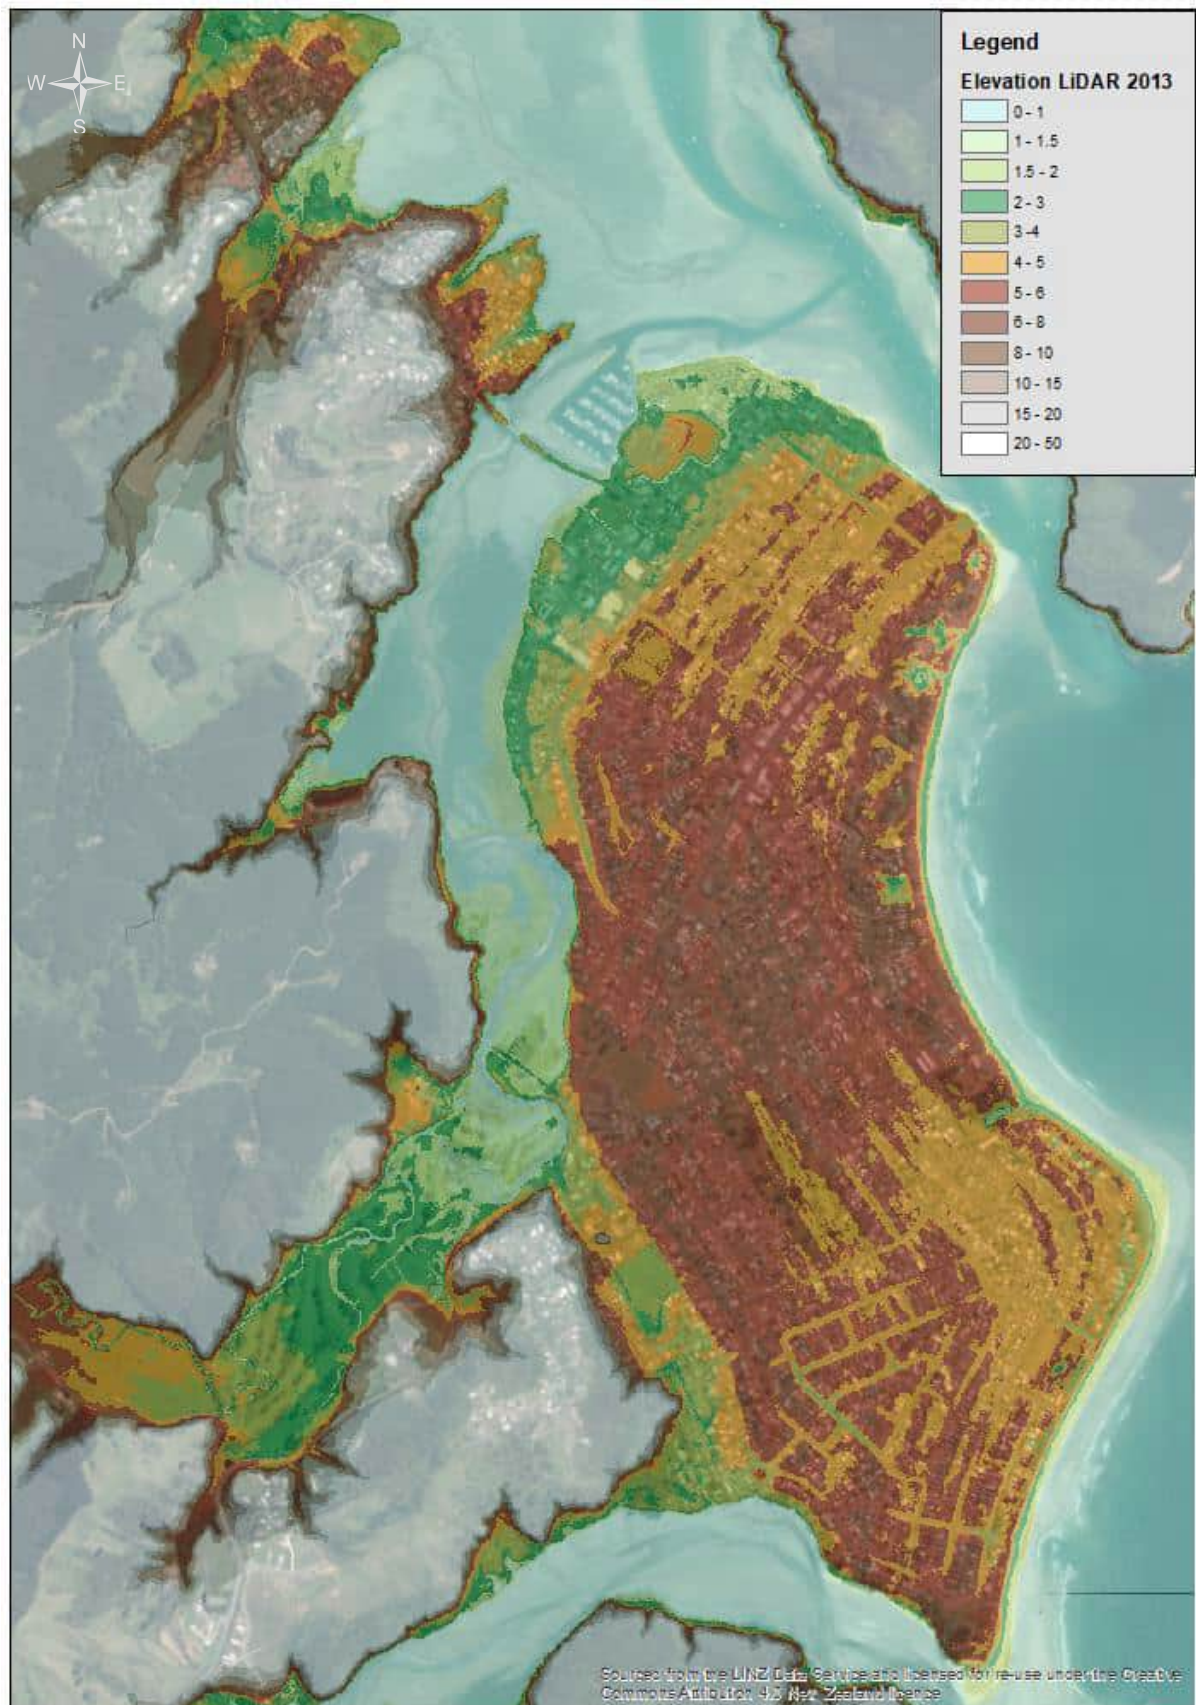 N
W E
S
Legend
Elevation LiDAR 2013
0 - 1
1 - 1.5
1.5 - 2
2 - 3
3 - 4
4 - 5
5 - 6
6 - 8
8 - 10
10 - 15
15 - 20
20 - 50
Sourced from the LINZ Data Service and licensed for re-use under the Creative
Commons Attribution 4.0 New Zealand licence